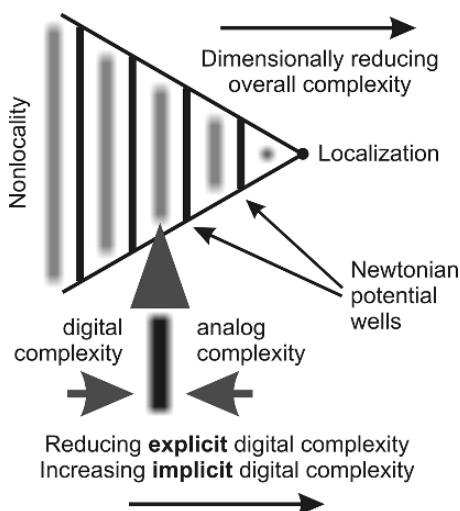 Dimensionally reducing
overall complexity
Nonlocality
Localization
Newtonian
potential
wells
digital
complexity
analog
complexity
Reducing explicit digital complexity
Increasing implicit digital complexity